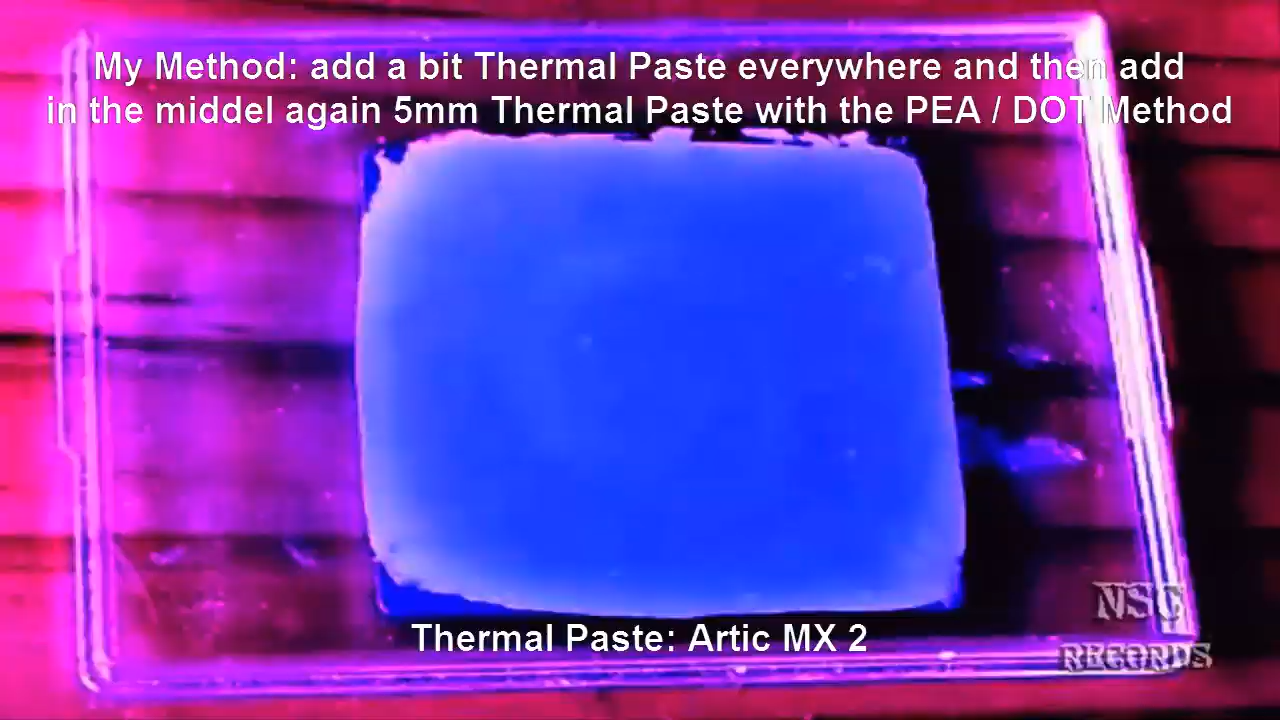 My Method: add a bit Thermal Paste everywhere and then add
in the middel again 5mm Thermal Paste with the PEA / DOT Method
Thermal Paste: Artic MX 2
NSC
RECORDS